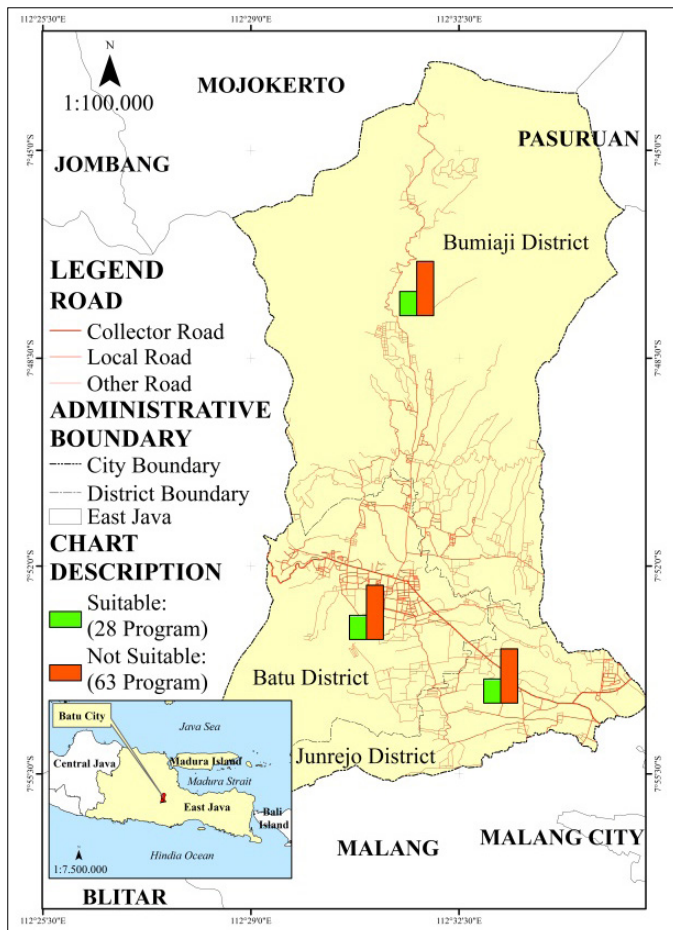 112°25'30"E
112°29'0"E
112°32'30"E
N
1:100.000
MOJOKERTO
PASURUAN
JOMBANG
7°45'0"S
7°45'0"S
Bumiaji District
LEGEND
ROAD
Collector Road
Local Road
Other Road
7°48'30"S
7°48'30"S
ADMINISTRATIVE
BOUNDARY
City Boundary
District Boundary
East Java
7°52'0"S
7°52'0"S
CHART
DESCRIPTION
Suitable:
(28 Program)
Not Suitable:
(63 Program)
Batu District
Junrejo District
7°55'30"S
7°55'30"S
Batu City
Java Sea
Central Java
Madura Island
Madura Strait
East Java
Bali
Island
Hindia Ocean
1:7.500.000
MALANG
MALANG CITY
BLITAR
112°25'30"E
112°29'0"E
112°32'30"E